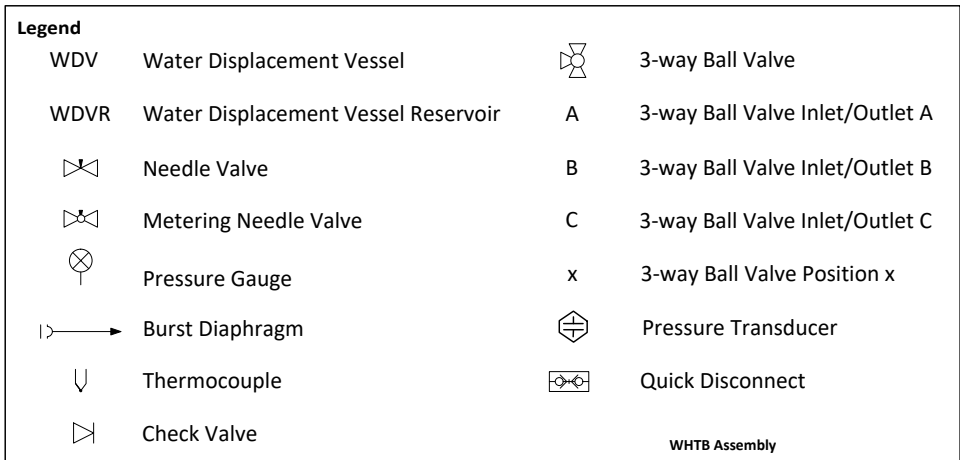 Legend
WDV Water Displacement Vessel
WDVR Water Displacement Vessel Reservoir
Needle Valve
Metering Needle Valve
Pressure Gauge
Burst Diaphragm
Thermocouple
Check Valve
3-way Ball Valve
A 3-way Ball Valve Inlet/Outlet A
B 3-way Ball Valve Inlet/Outlet B
C 3-way Ball Valve Inlet/Outlet C
x 3-way Ball Valve Position x
Pressure Transducer
Quick Disconnect
WHTB Assembly